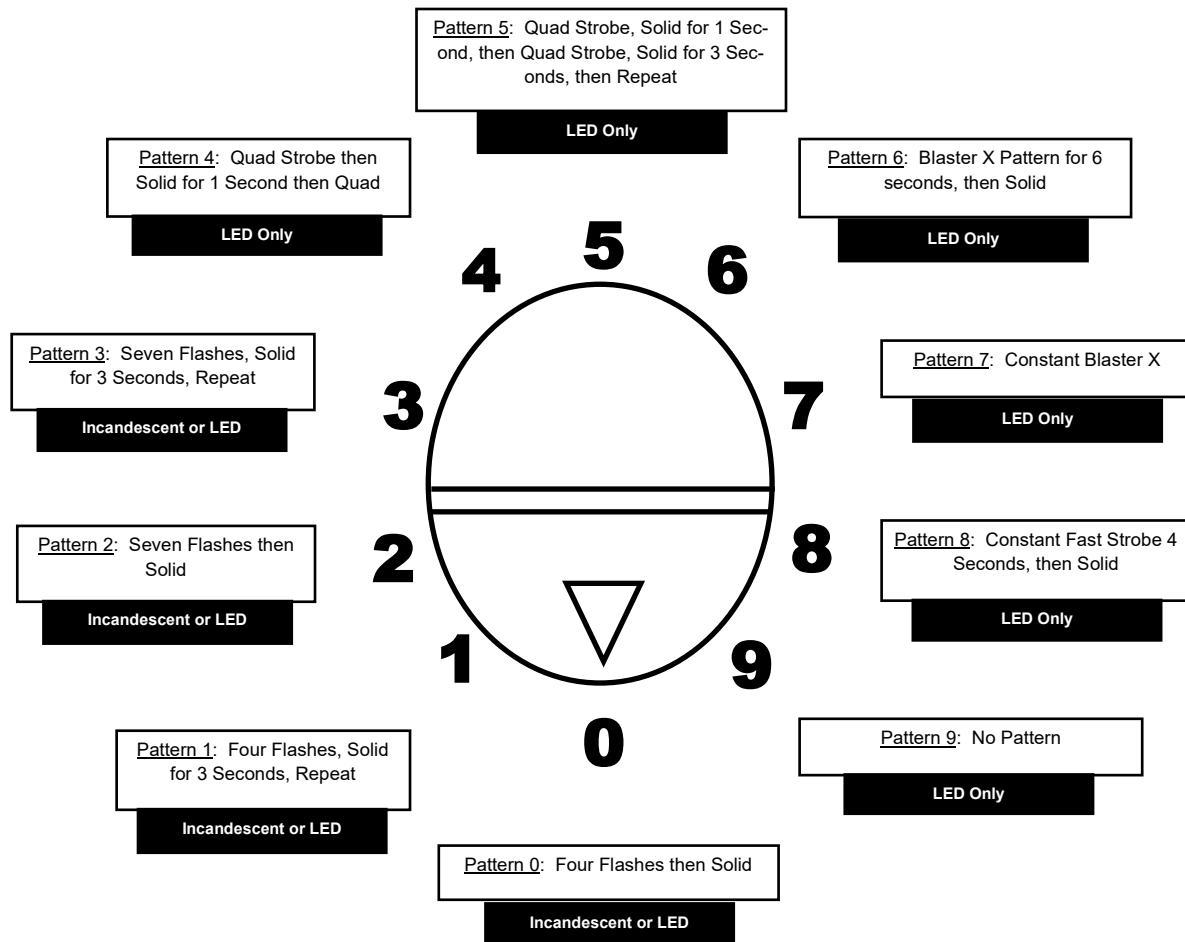 Pattern 5:  Quad Strobe, Solid for 1 Sec-
ond, then Quad Strobe, Solid for 3 Sec-
onds, then Repeat
LED Only
Pattern 4:  Quad Strobe then
Solid for 1 Second then Quad
LED Only
Pattern 6:  Blaster X Pattern for 6
seconds, then Solid
LED Only
5
4
6
Pattern 3:  Seven Flashes, Solid
for 3 Seconds, Repeat
Incandescent or LED
3
7
Pattern 7:  Constant Blaster X
LED Only
Pattern 2:  Seven Flashes then
Solid
Incandescent or LED
2
8
Pattern 8:  Constant Fast Strobe 4
Seconds, then Solid
LED Only
1
9
0
Pattern 1:  Four Flashes, Solid
for 3 Seconds, Repeat
Incandescent or LED
Pattern 9:  No Pattern
LED Only
Pattern 0:  Four Flashes then Solid
Incandescent or LED